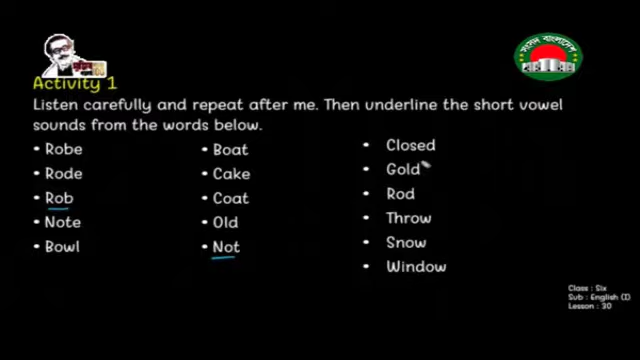 সংসদ বাংলাদেশ
Activity 1
Listen carefully and repeat after me. Then underline the short vowel
sounds from the words below.
• Robe
• Rode
• Rob
• Note
• Bowl
• Boat
• Cake
• Coat
• Old
• Not
• Closed
• Gold
• Rod
• Throw
• Snow
• Window
Class : Six
Sub : English (I)
Lesson : 30